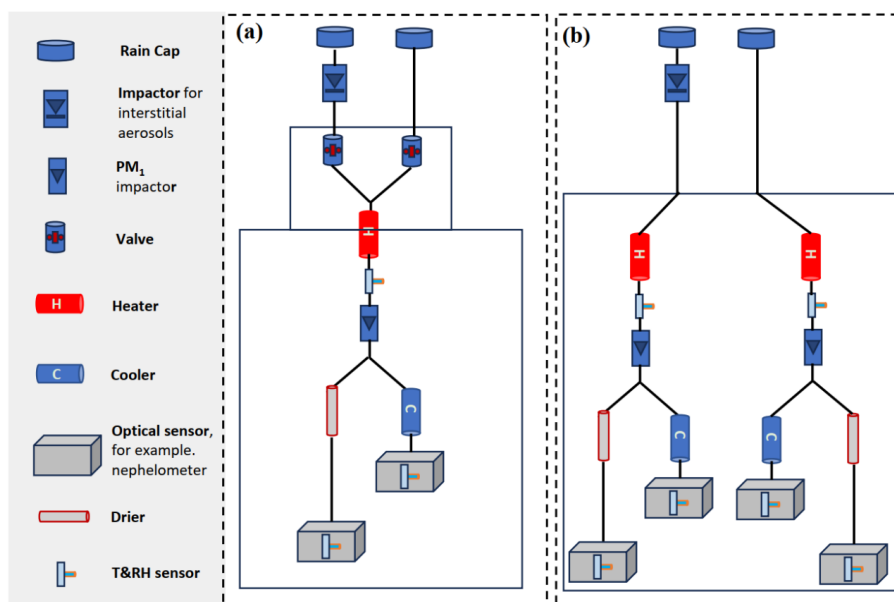 Rain Cap
Impactor for
interstitial
aerosols
PM1
impactor
Valve
H
Heater
C
Cooler
Optical sensor,
for example.
nephelometer
Drier
T&RH sensor
(a)
H
C
(b)
H
H
C
C